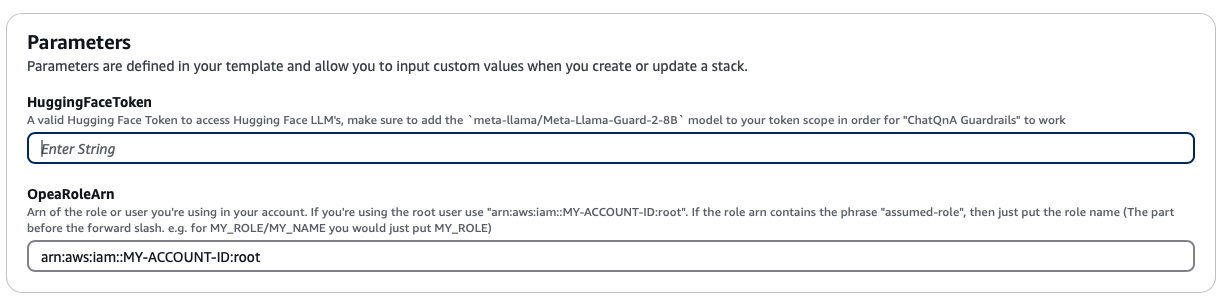 Parameters
Parameters are defined in your template and allow you to input custom values when you create or update a stack.
HuggingFaceToken
A valid Hugging Face Token to access Hugging Face LLM's, make sure to add the `meta-llama/Meta-Llama-Guard-2-8B` model to your token scope in order for "ChatQnA Guardrails" to work
Enter String
OpeaRoleArn
Arn of the role or user you're using in your account. If you're using the root user use "arn:aws:iam::MY-ACCOUNT-ID:root". If the role arn contains the phrase "assumed-role", then just put the role name (The part
before the forward slash. e.g. for MY_ROLE/MY_NAME you would just put MY_ROLE)
arn:aws:iam::MY-ACCOUNT-ID:root